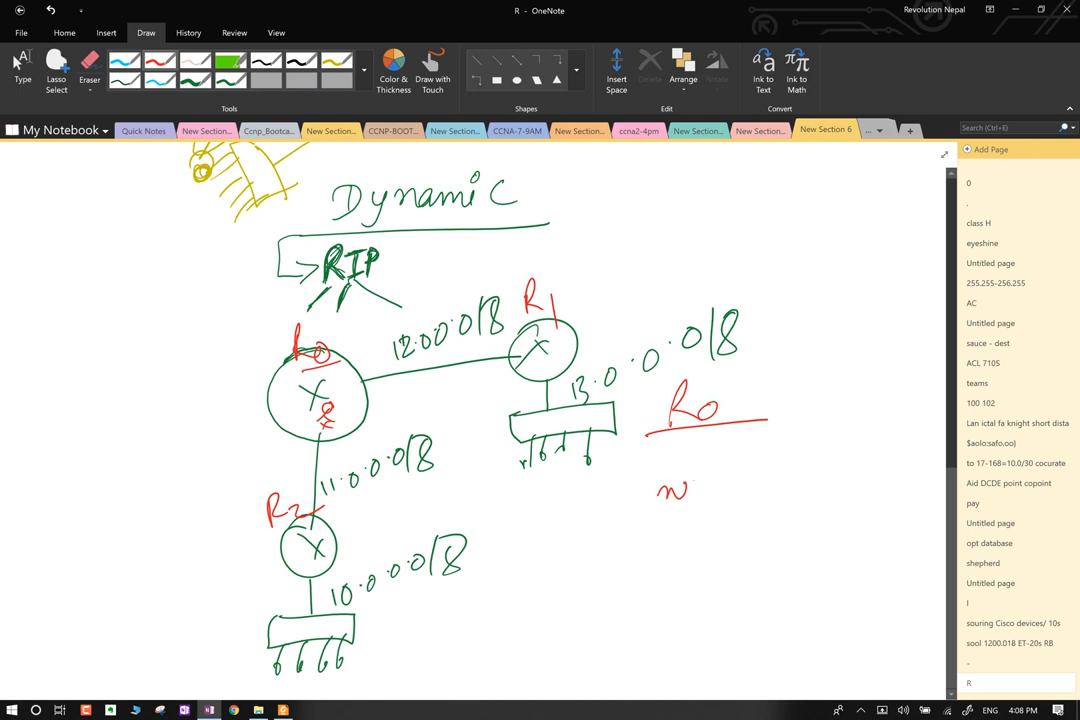 R - OneNote
Revolution Nepal
File Home Insert Draw History Review View
Type
Lasso Select
Eraser
Color & Thickness
Draw with Touch
Insert Space
Delete
Arrange
Rotate
Ink to Text
Ink to Math
Tools
Shapes
Edit
Convert
My Notebook
Quick Notes
New Section...
Ccnp_Bootca...
New Section...
CCNP-BOOT...
New Section...
CCNA-7-9AM
New Section...
ccna2-4pm
New Section...
New Section...
New Section 6
...
Search (Ctrl+E)
Add Page
0
.
class H
eyeshine
Untitled page
255.255-256.255
AC
Untitled page
sauce - dest
ACL 7105
teams
100 102
Lan ictal fa knight short dista
$aolo:safo.oo)
to 17-168=10.0/30 cocurate
Aid DCDE point copoint
pay
Untitled page
opt database
shepherd
Untitled page
I
souring Cisco devices/ 10s
sool 1200.018 ET-20s RB
-
R
Dynamic
RIP
R1
12.0.0.0/8
R0
13.0.0.0/8
R0
11.0.0.0/8
R2
10.0.0.0/8
ENG
4:08 PM